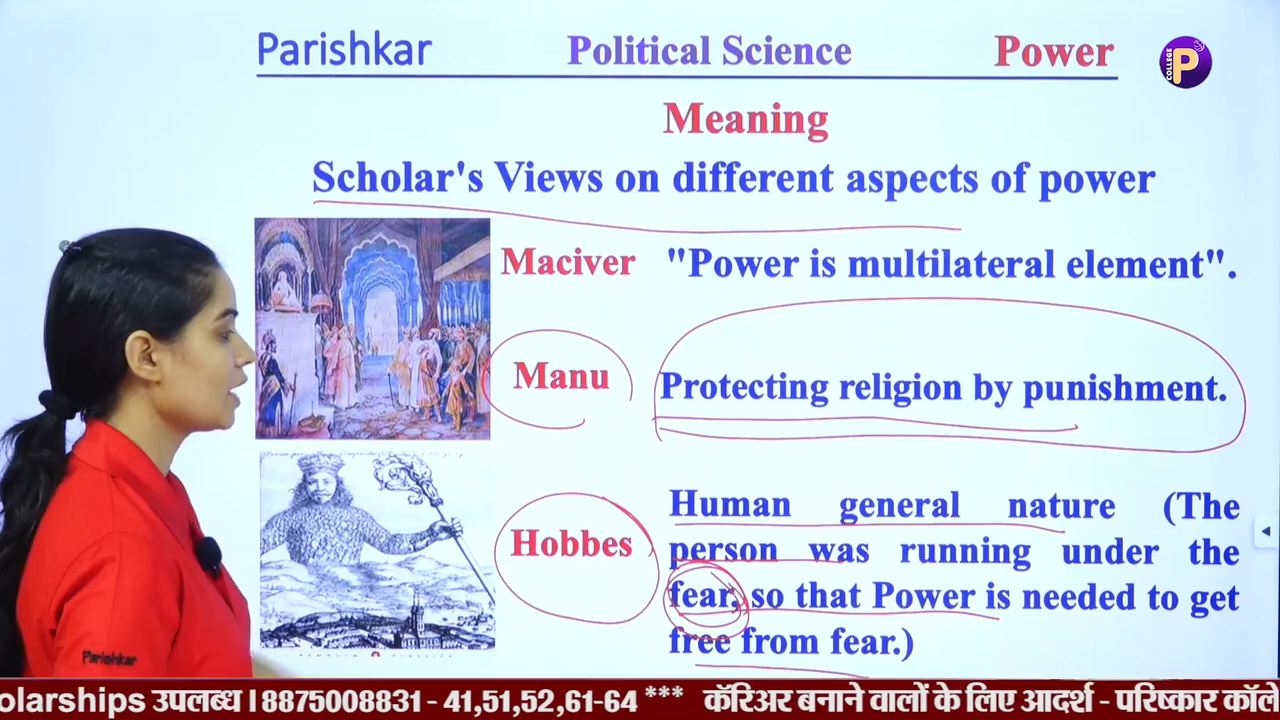 Parishkar Political Science Power
COLLEGE P
Meaning
Scholar's Views on different aspects of power
Maciver "Power is multilateral element".
Manu Protecting religion by punishment.
Hobbes Human general nature (The
person was running under the
fear, so that Power is needed to get
free from fear.)
Parishkar
olarships उपलब्ध । 8875008831 - 41,51,52,61-64 *** कॅरिअर बनाने वालों के लिए आदर्श - परिष्कार कॉले